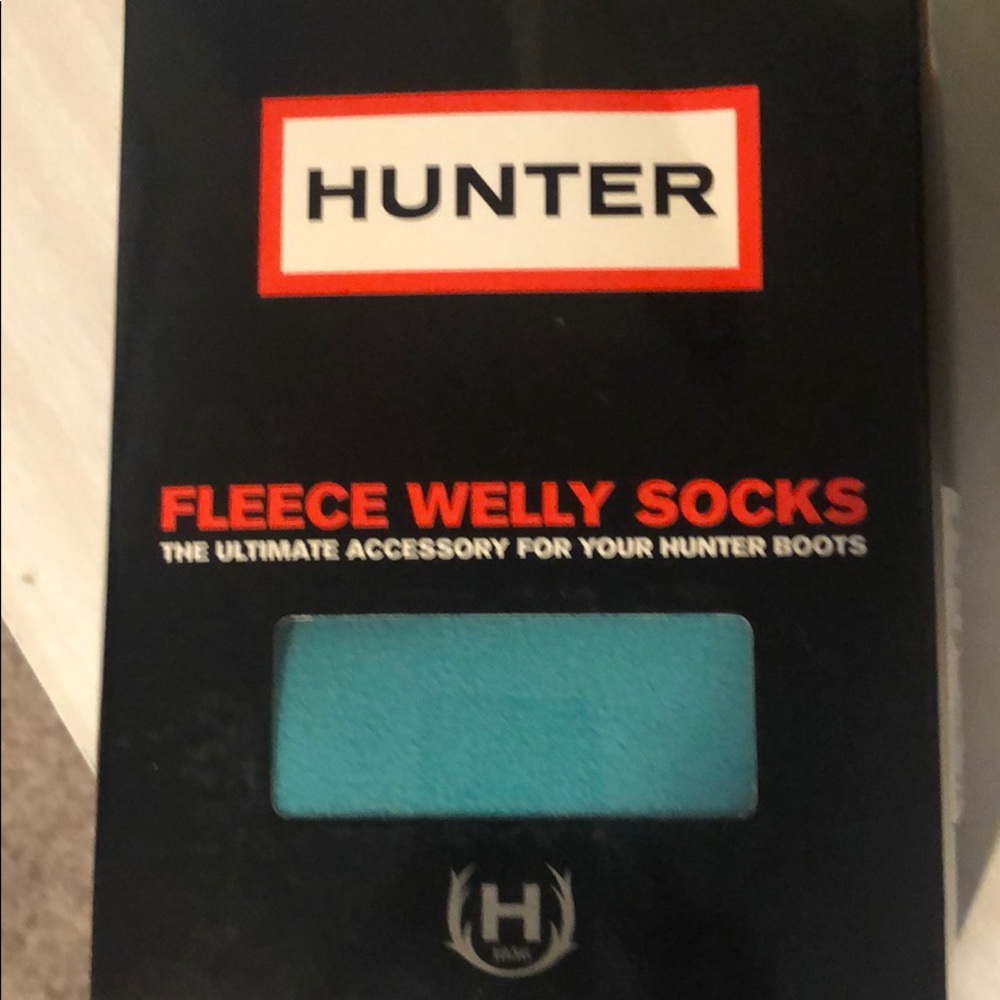 HUNTER
FLEECE WELLY SOCKS
THE ULTIMATE ACCESSORY FOR YOUR HUNTER BOOTS
H